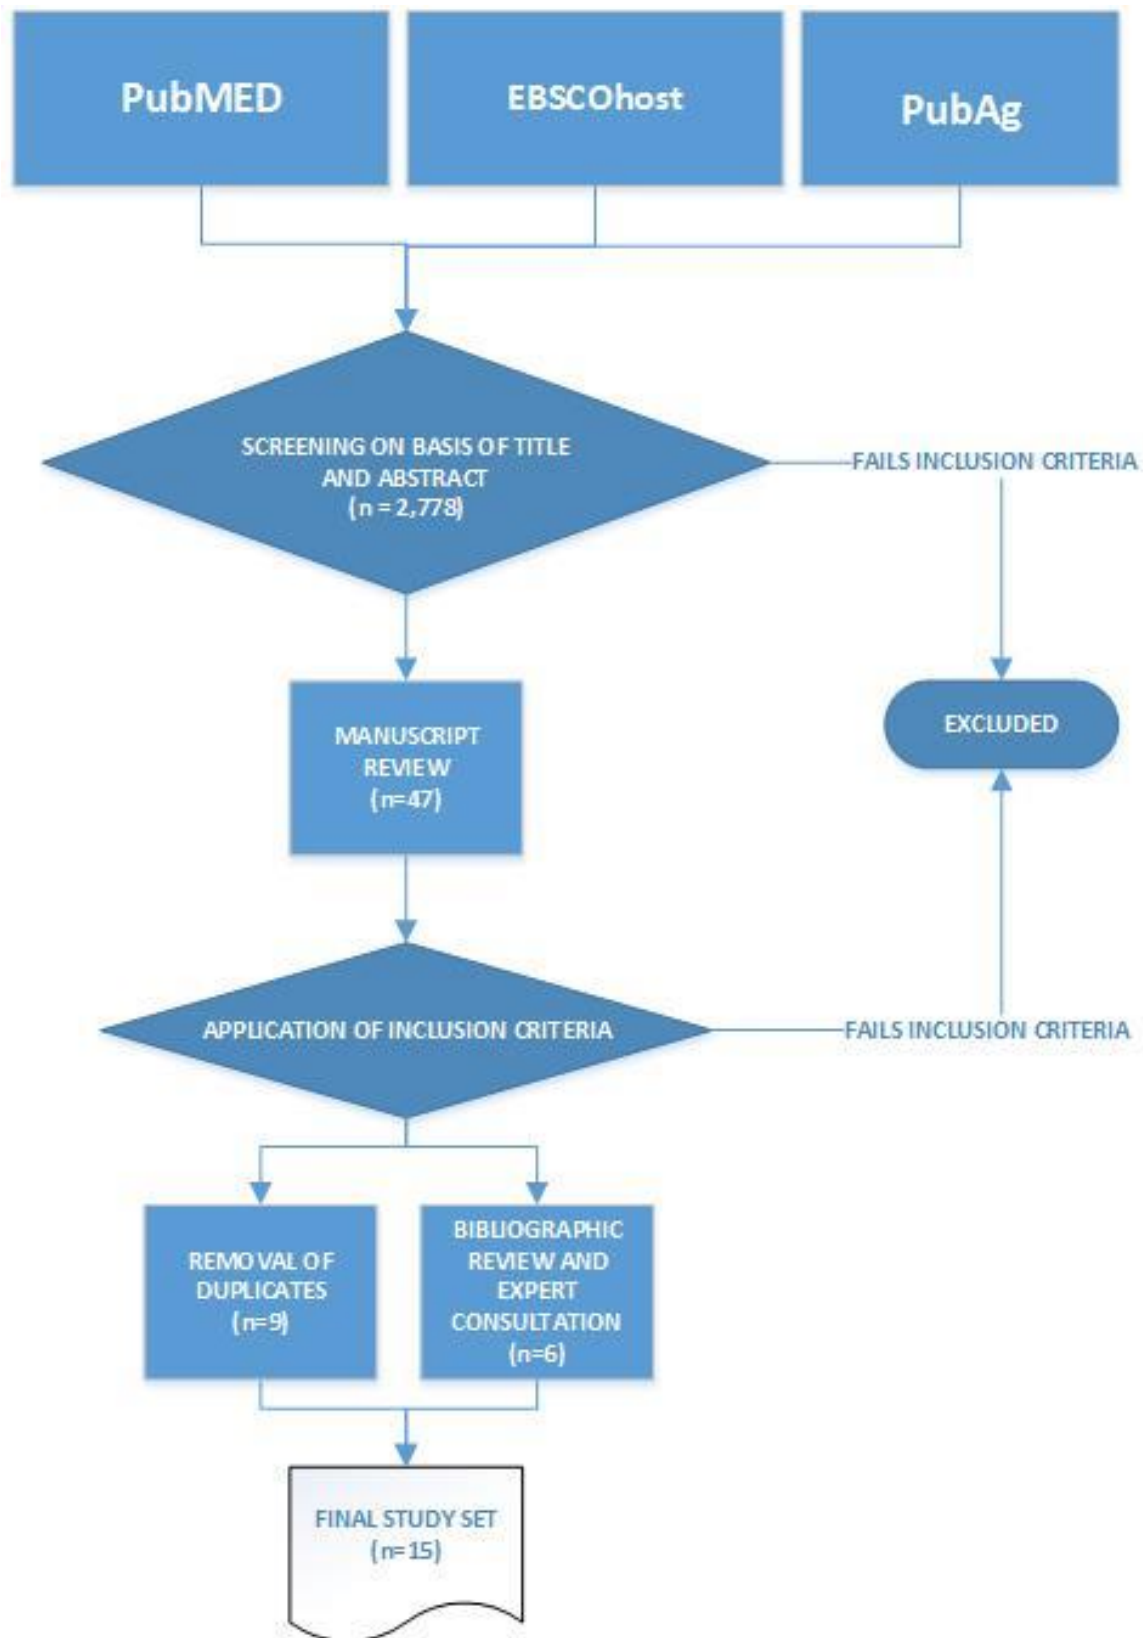 PubMED
EBSCOhost
PubAg
SCREENING ON BASIS OF TITLE
AND ABSTRACT
(n = 2,778)
FAILS INCLUSION CRITERIA
MANUSCRIPT
REVIEW
(n=47)
EXCLUDED
APPLICATION OF INCLUSION CRITERIA
FAILS INCLUSION CRITERIA
REMOVAL OF
DUPLICATES
(n=9)
BIBLIOGRAPHIC
REVIEW AND
EXPERT
CONSULTATION
(n=6)
FINAL STUDY SET
(n=15)